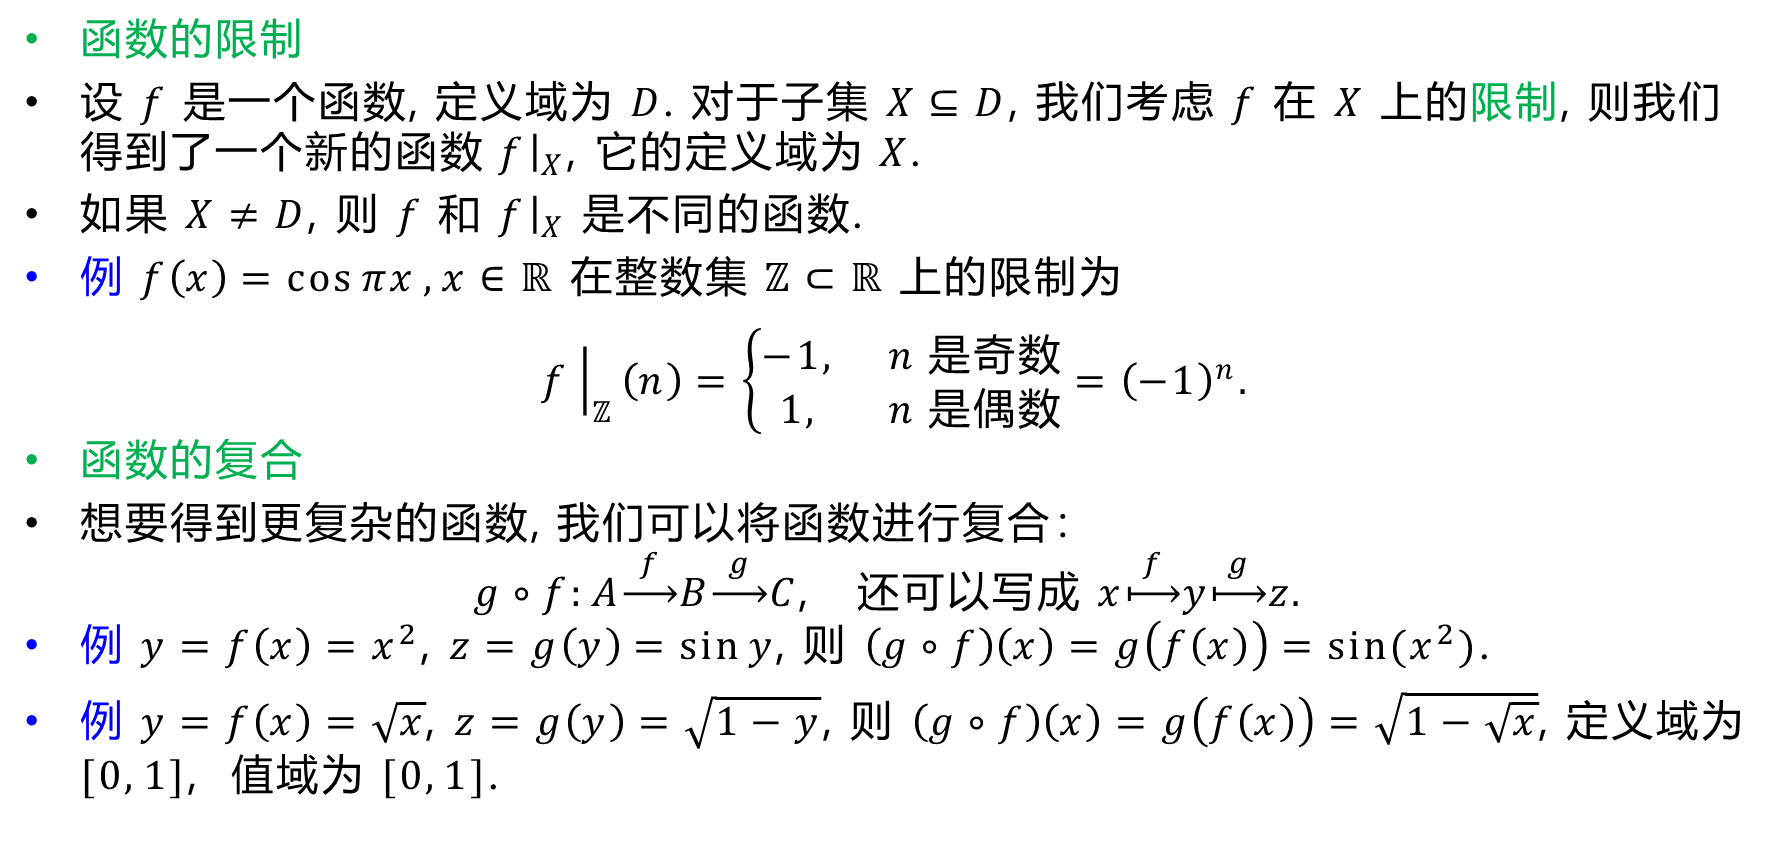 • 函数的限制
• 设 f 是一个函数, 定义域为 D. 对于子集 X ⊆ D, 我们考虑 f 在 X 上的限制, 则我们
得到了一个新的函数 f|_X, 它的定义域为 X.
• 如果 X ≠ D, 则 f 和 f|_X 是不同的函数.
• 例 f(x) = cos πx , x ∈ ℝ 在整数集 ℤ ⊂ ℝ 上的限制为
f|_ℤ (n) = { −1, n 是奇数
1, n 是偶数 = (−1)ⁿ.
• 函数的复合
• 想要得到更复杂的函数, 我们可以将函数进行复合:
g ∘ f: A \xrightarrow{f} B \xrightarrow{g} C, 还可以写成 x \xmapsto{f} y \xmapsto{g} z.
• 例 y = f(x) = x², z = g(y) = sin y, 则 (g ∘ f)(x) = g(f(x)) = sin(x²).
• 例 y = f(x) = √x, z = g(y) = √(1 − y), 则 (g ∘ f)(x) = g(f(x)) = √(1 − √x), 定义域为
[0, 1], 值域为 [0, 1].